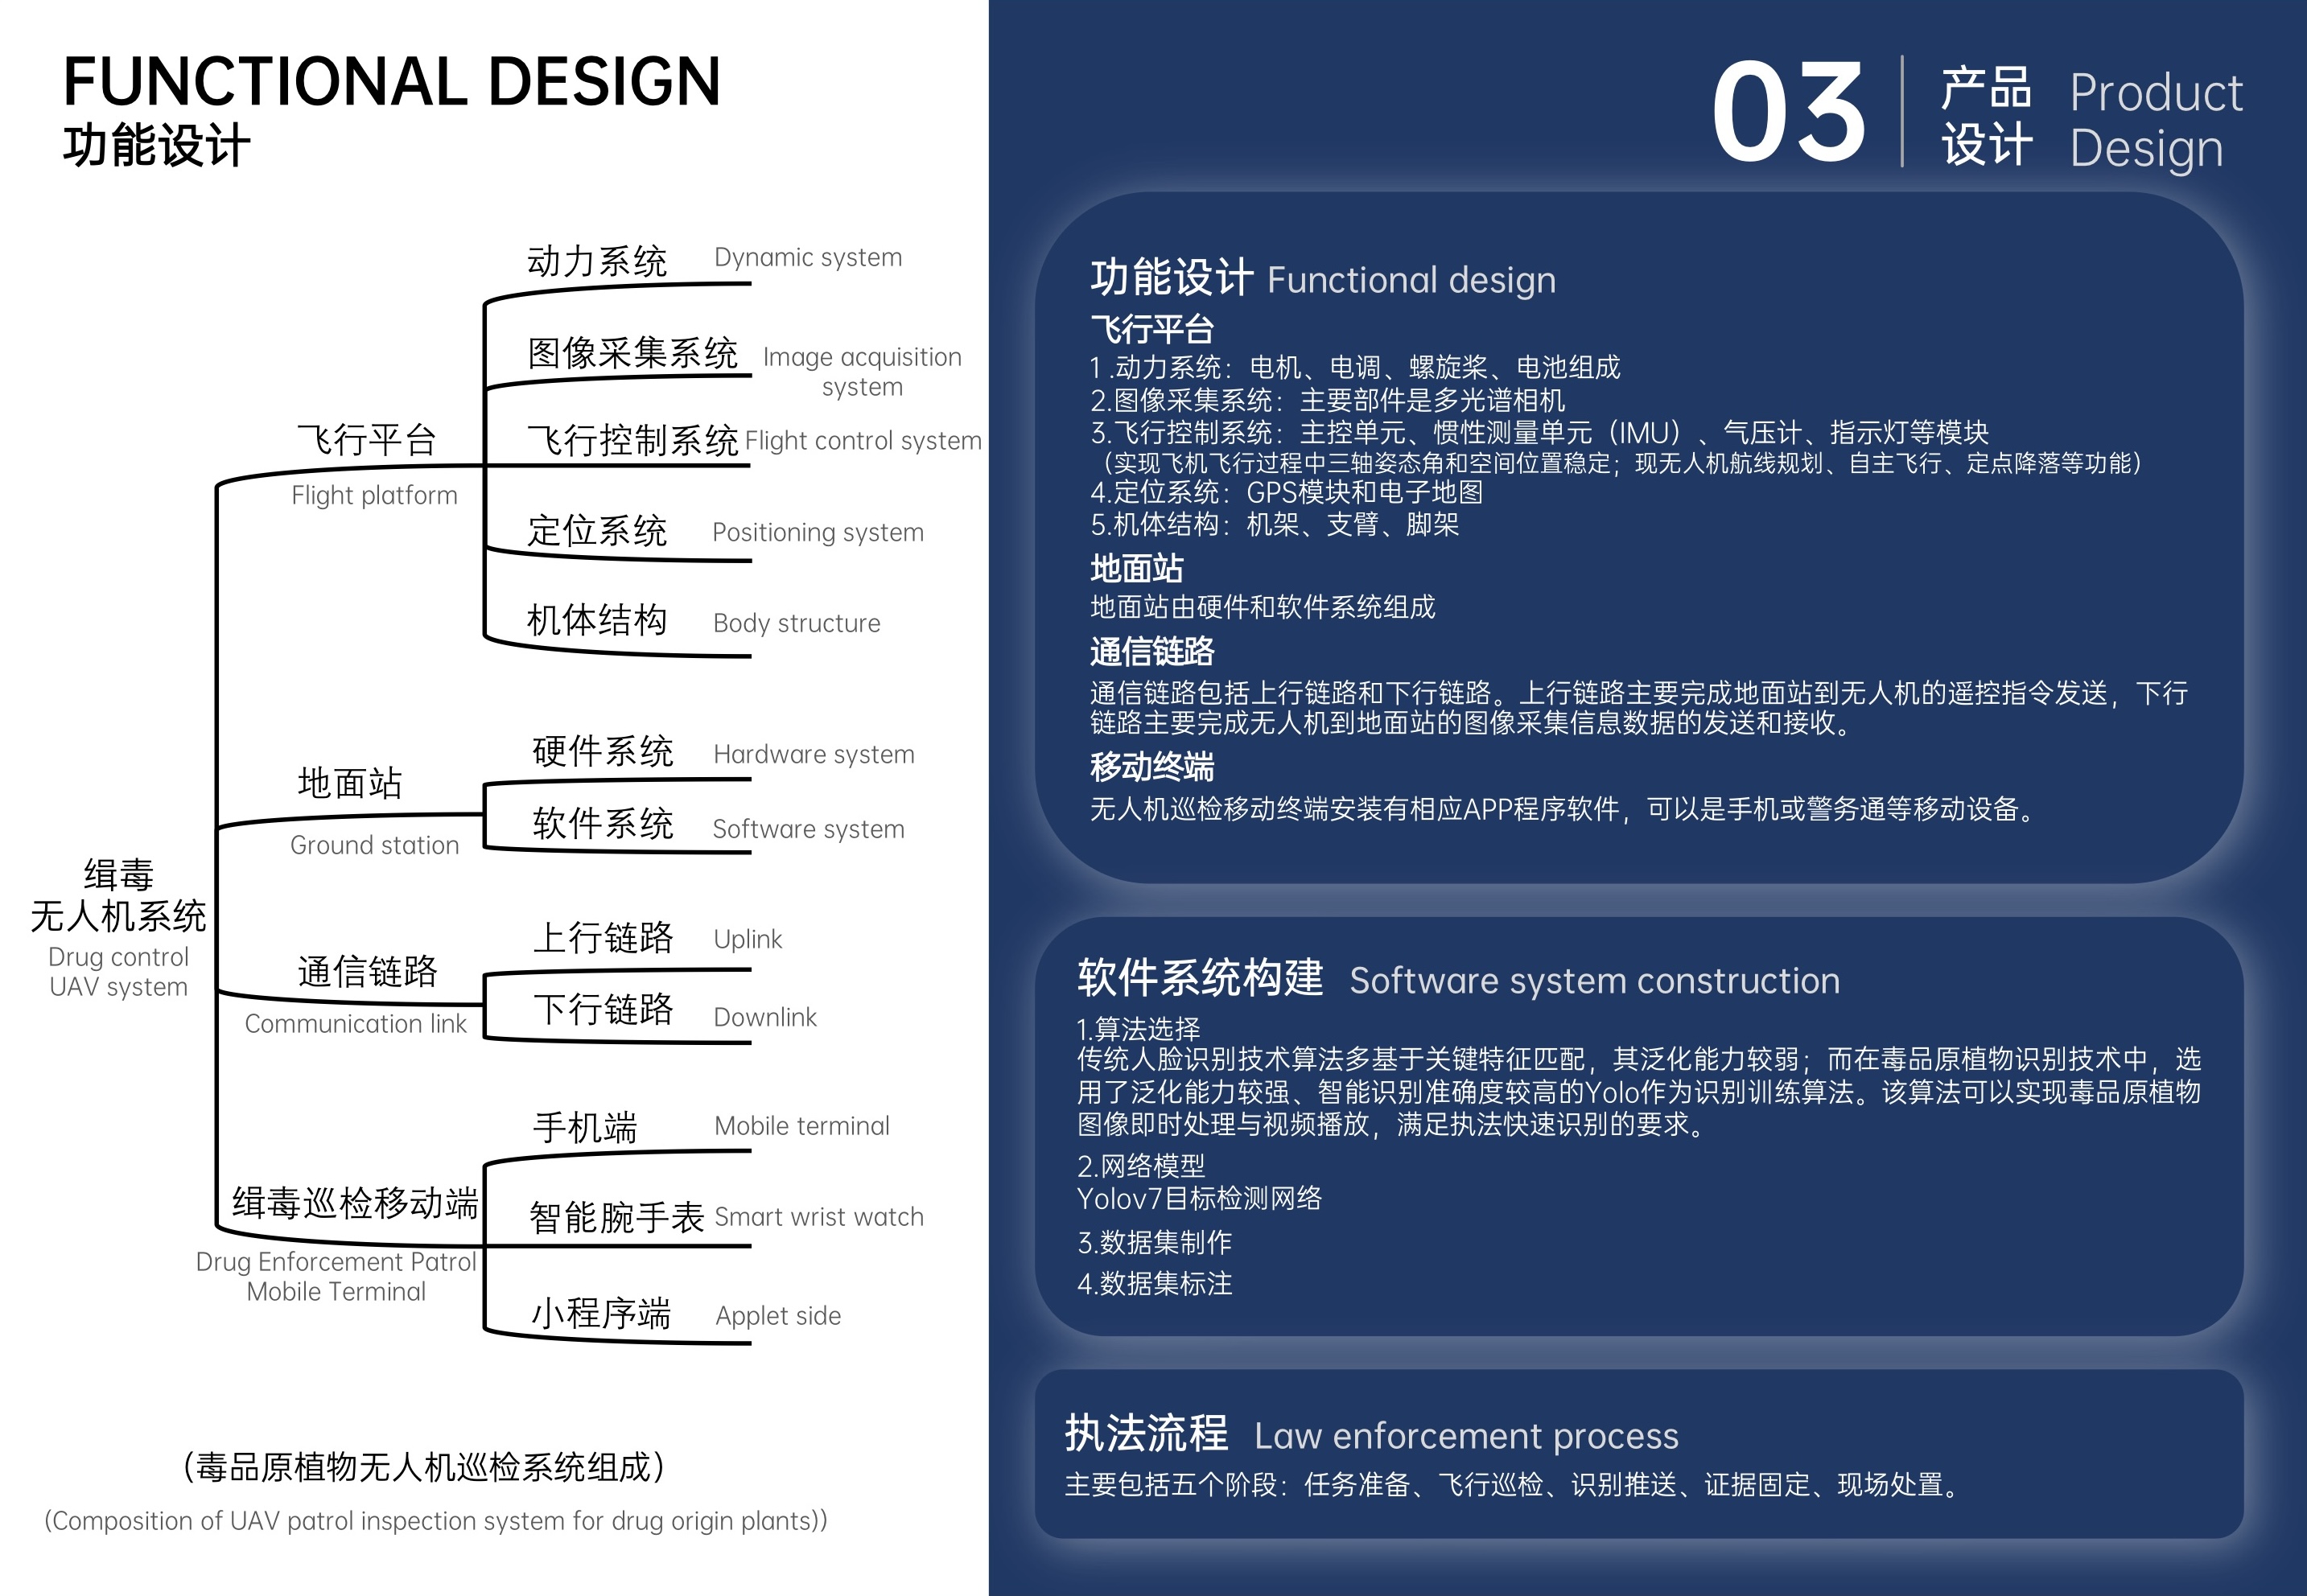 FUNCTIONAL DESIGN
功能设计
动力系统 Dynamic system
图像采集系统 Image acquisition
system
飞行控制系统 Flight control system
飞行平台
Flight platform
定位系统 Positioning system
机体结构 Body structure
硬件系统 Hardware system
地面站
软件系统 Software system
Ground station
缉毒
无人机系统
Drug control
UAV system
上行链路 Uplink
通信链路
下行链路 Downlink
Communication link
手机端 Mobile terminal
缉毒巡检移动端
智能腕手表 Smart wrist watch
Drug Enforcement Patrol
Mobile Terminal
小程序端 Applet side
（毒品原植物无人机巡检系统组成）
(Composition of UAV patrol inspection system for drug origin plants))
03
产品
设计
Product
Design
功能设计 Functional design
飞行平台
1 .动力系统：电机、电调、螺旋桨、电池组成
2.图像采集系统：主要部件是多光谱相机
3.飞行控制系统：主控单元、惯性测量单元（IMU）、气压计、指示灯等模块
（实现飞机飞行过程中三轴姿态角和空间位置稳定；现无人机航线规划、自主飞行、定点降落等功能）
4.定位系统：GPS模块和电子地图
5.机体结构：机架、支臂、脚架
地面站
地面站由硬件和软件系统组成
通信链路
通信链路包括上行链路和下行链路。上行链路主要完成地面站到无人机的遥控指令发送，下行
链路主要完成无人机到地面站的图像采集信息数据的发送和接收。
移动终端
无人机巡检移动终端安装有相应APP程序软件，可以是手机或警务通等移动设备。
软件系统构建 Software system construction
1.算法选择
传统人脸识别技术算法多基于关键特征匹配，其泛化能力较弱；而在毒品原植物识别技术中，选
用了泛化能力较强、智能识别准确度较高的Yolo作为识别训练算法。该算法可以实现毒品原植物
图像即时处理与视频播放，满足执法快速识别的要求。
2.网络模型
Yolov7目标检测网络
3.数据集制作
4.数据集标注
执法流程 Law enforcement process
主要包括五个阶段：任务准备、飞行巡检、识别推送、证据固定、现场处置。